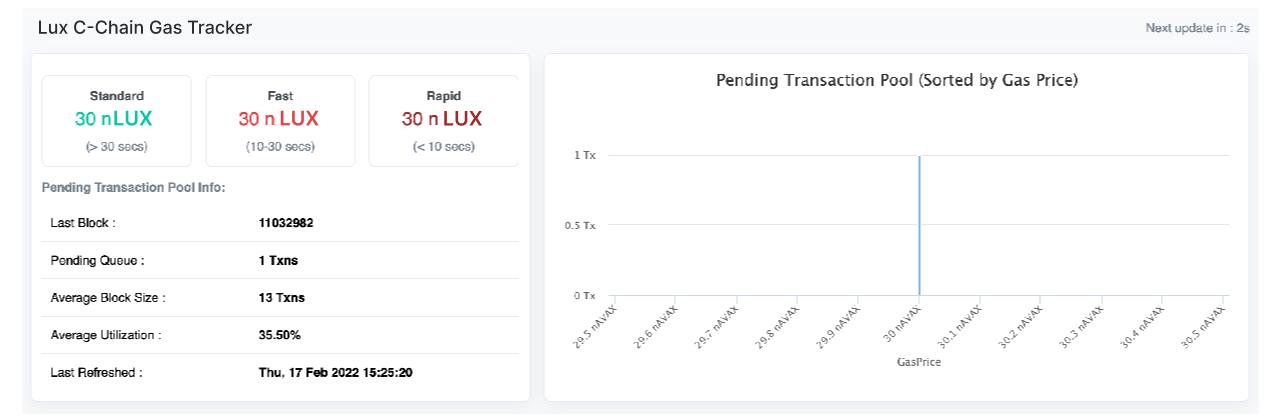 Lux C-Chain Gas Tracker
Next update in : 2s
Standard
30 nLUX
(> 30 secs)
Fast
30 n LUX
(10-30 secs)
Rapid
30 n LUX
(< 10 secs)
Pending Transaction Pool Info:
Last Block : 11032982
Pending Queue : 1 Txns
Average Block Size : 13 Txns
Average Utilization : 35.50%
Last Refreshed : Thu, 17 Feb 2022 15:25:20
Pending Transaction Pool (Sorted by Gas Price)
1 Tx
0.5 Tx
0 Tx
29.5 nAVAX
29.6 nAVAX
29.7 nAVAX
29.8 nAVAX
29.9 nAVAX
30 nAVAX
30.1 nAVAX
30.2 nAVAX
30.3 nAVAX
30.4 nAVAX
30.5 nAVAX
GasPrice